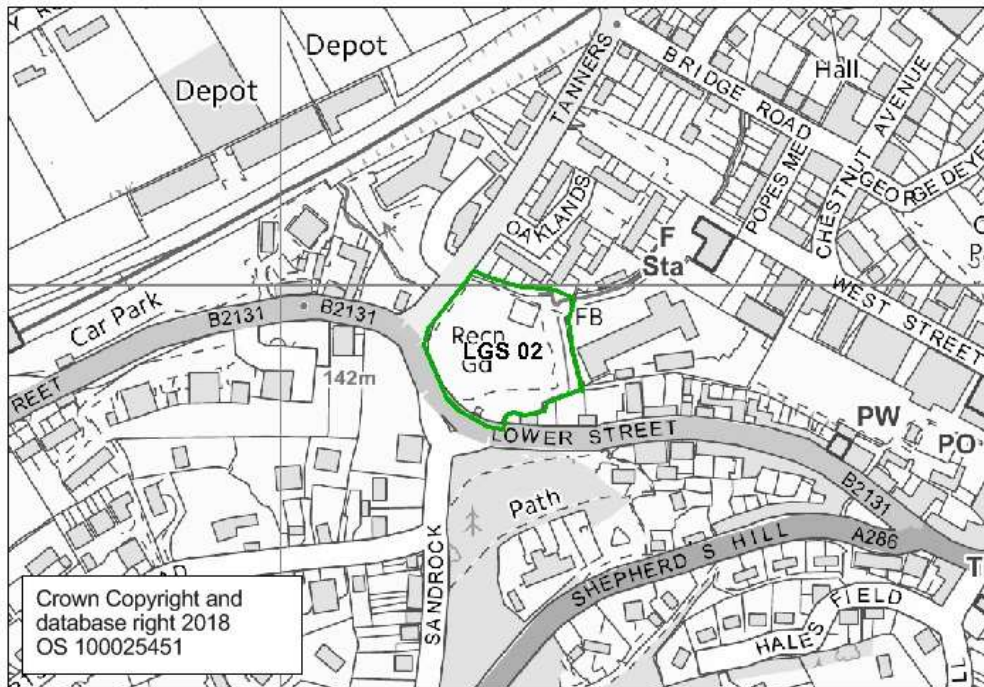 Depot
Depot
TANNERS
BRIDGE ROAD
Hall
CHESTNUT AVENUE
GEORGE DEYE
POPES ME
OAKLANDS
F
Sta
WEST STREET
Car Park
B2131
B2131
REET
142m
Recn
Gd
LGS 02
FB
LOWER STREET
PW
PO
B2131
A286
Path
SHEPHERD S HILL
SANDROCK
HALES FIELD
Crown Copyright and
database right 2018
OS 100025451